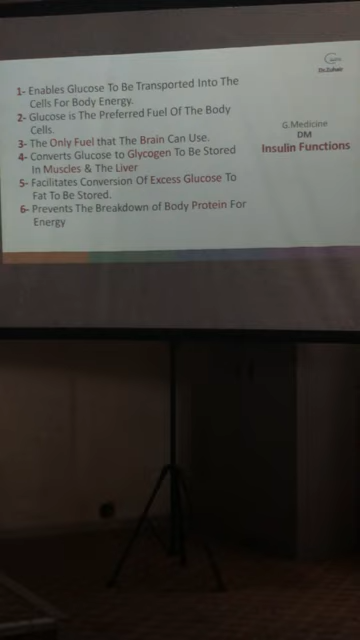 1- Enables Glucose To Be Transported Into The
Cells For Body Energy.
2- Glucose is The Preferred Fuel Of The Body
Cells.
3- The Only Fuel that The Brain Can Use.
4- Converts Glucose to Glycogen To Be Stored
In Muscles & The Liver
5- Facilitates Conversion Of Excess Glucose To
Fat To Be Stored.
6- Prevents The Breakdown of Body Protein For
Energy
Dr.Zuhair
G.Medicine
DM
Insulin Functions